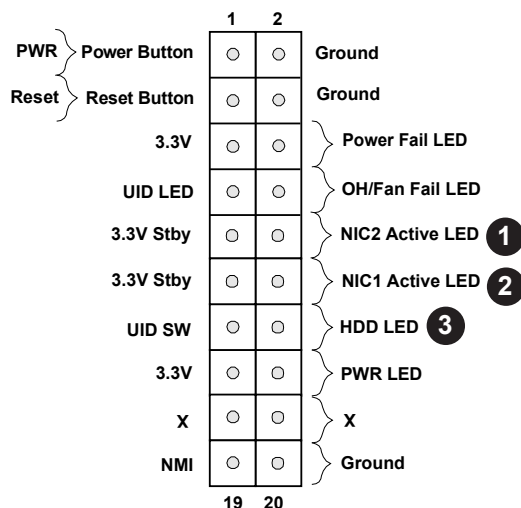 1 2
PWR Power Button Ground
Reset Reset Button Ground
3.3V Power Fail LED
UID LED OH/Fan Fail LED
3.3V Stby NIC2 Active LED 1
3.3V Stby NIC1 Active LED 2
UID SW HDD LED 3
3.3V PWR LED
X X
NMI Ground
19 20